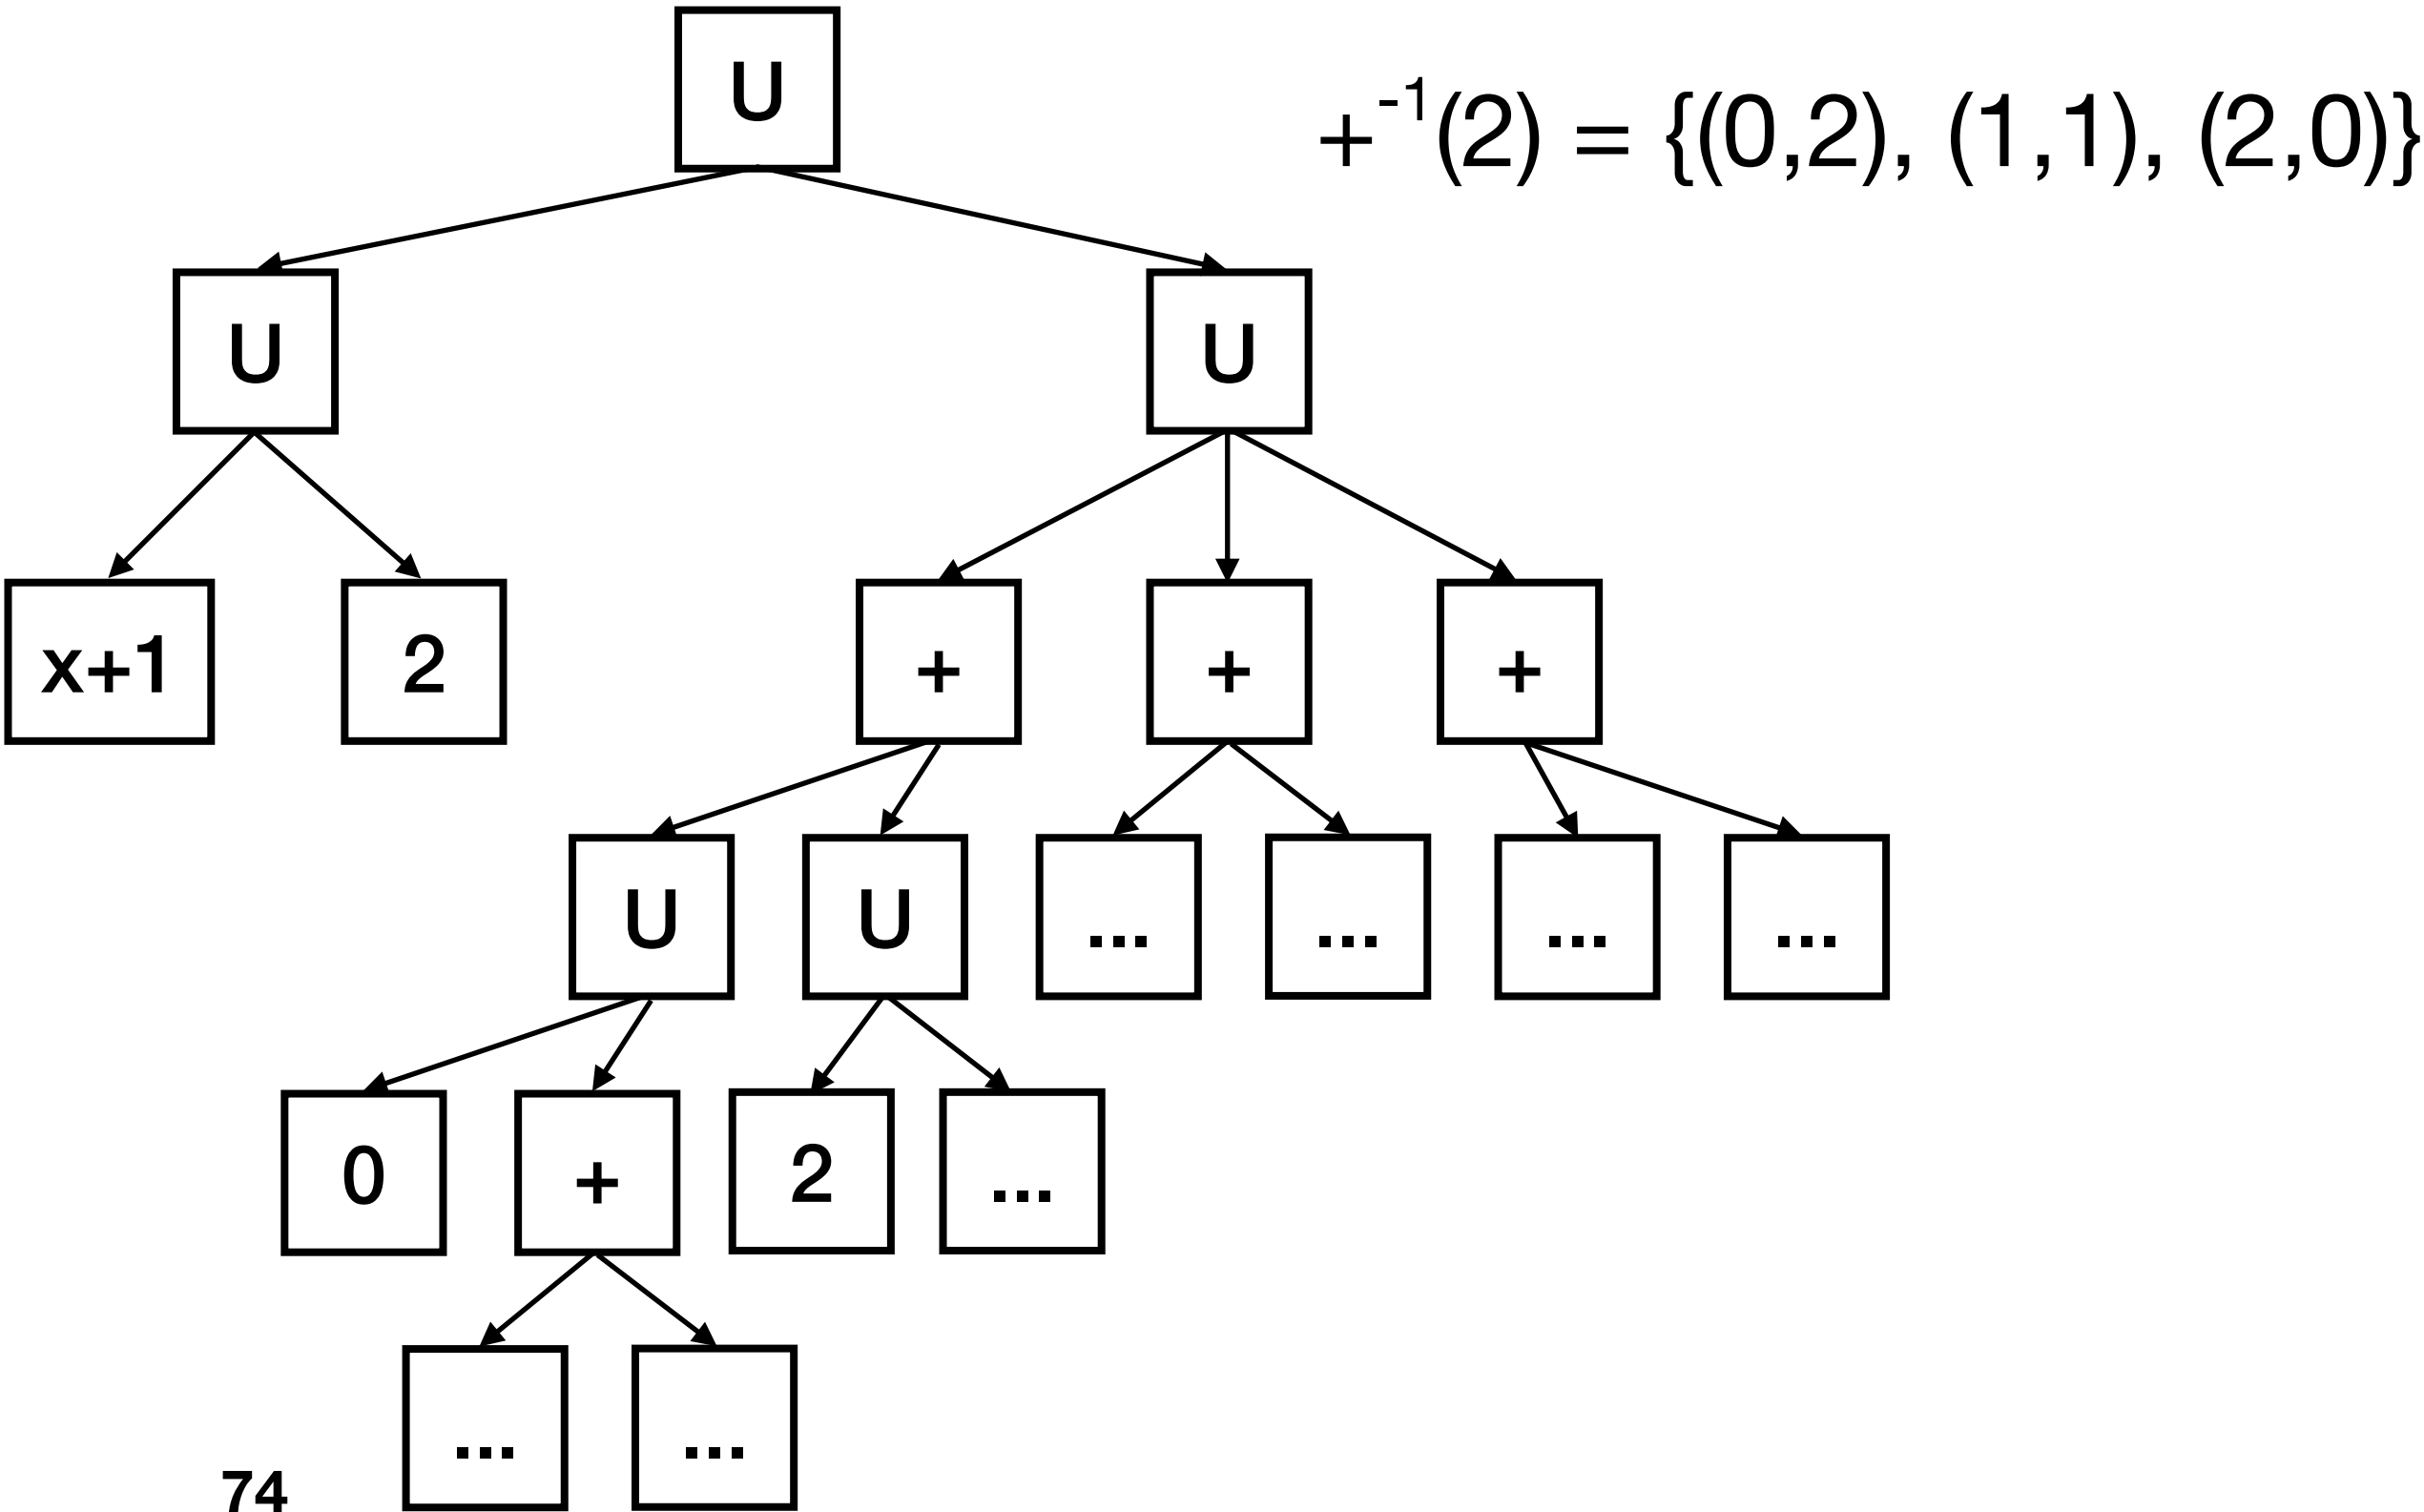 U
+-1(2) = {(0,2), (1,1), (2,0)}
U U
x+1 2 + + +
U U ... ... ... ...
0 + 2 ...
... ...
74